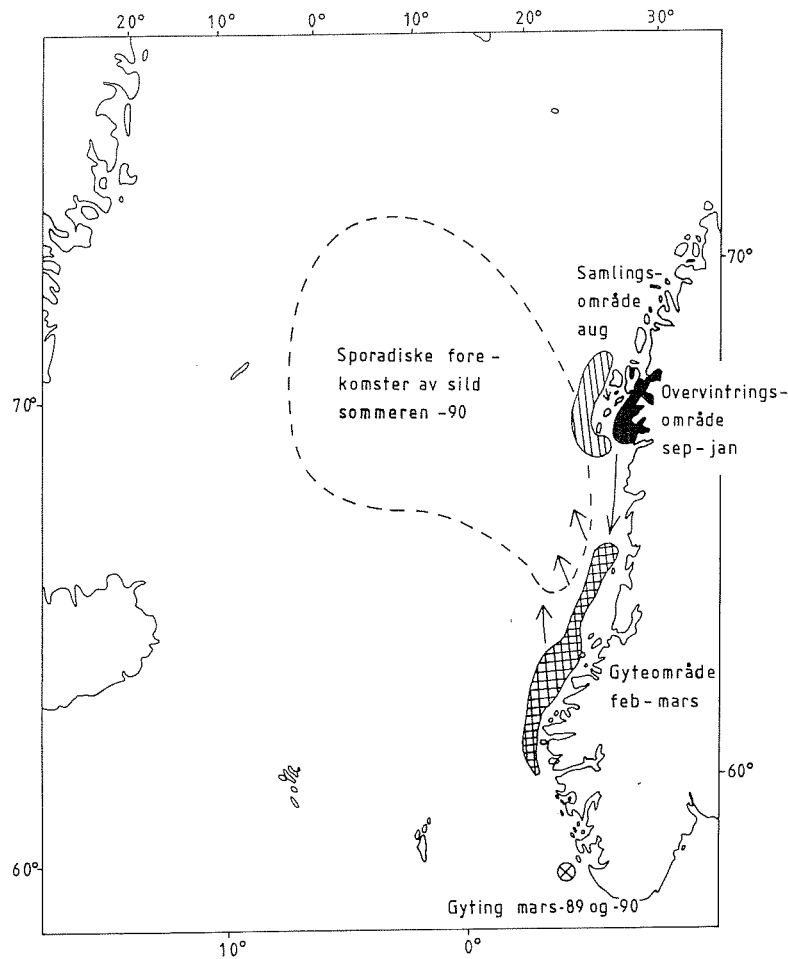 20° 10° 0° 10° 20° 30°
70°
Samlings-
område
aug
Sporadiske fore-
komster av sild
sommeren -90
Overvintrings-
område
sep-jan
70°
Gyteområde
feb-mars
60°
60°
Gyting mars-89 og -90
10° 0°